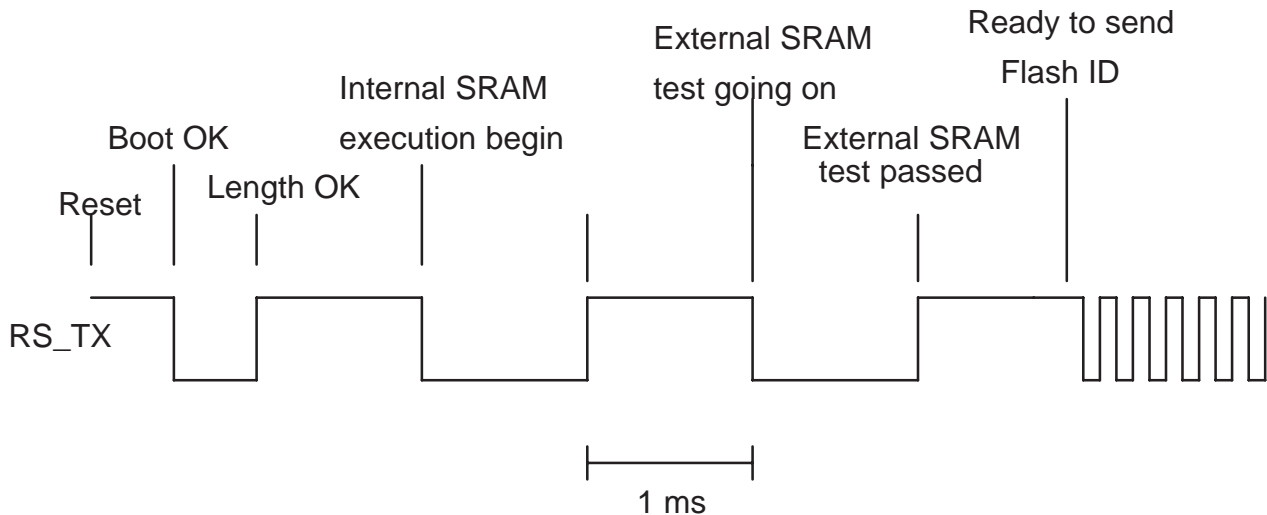 Ready to send
Flash ID
External SRAM
test going on
Internal SRAM
execution begin
Boot OK
External SRAM
test passed
Length OK
Reset
RS_TX
1 ms